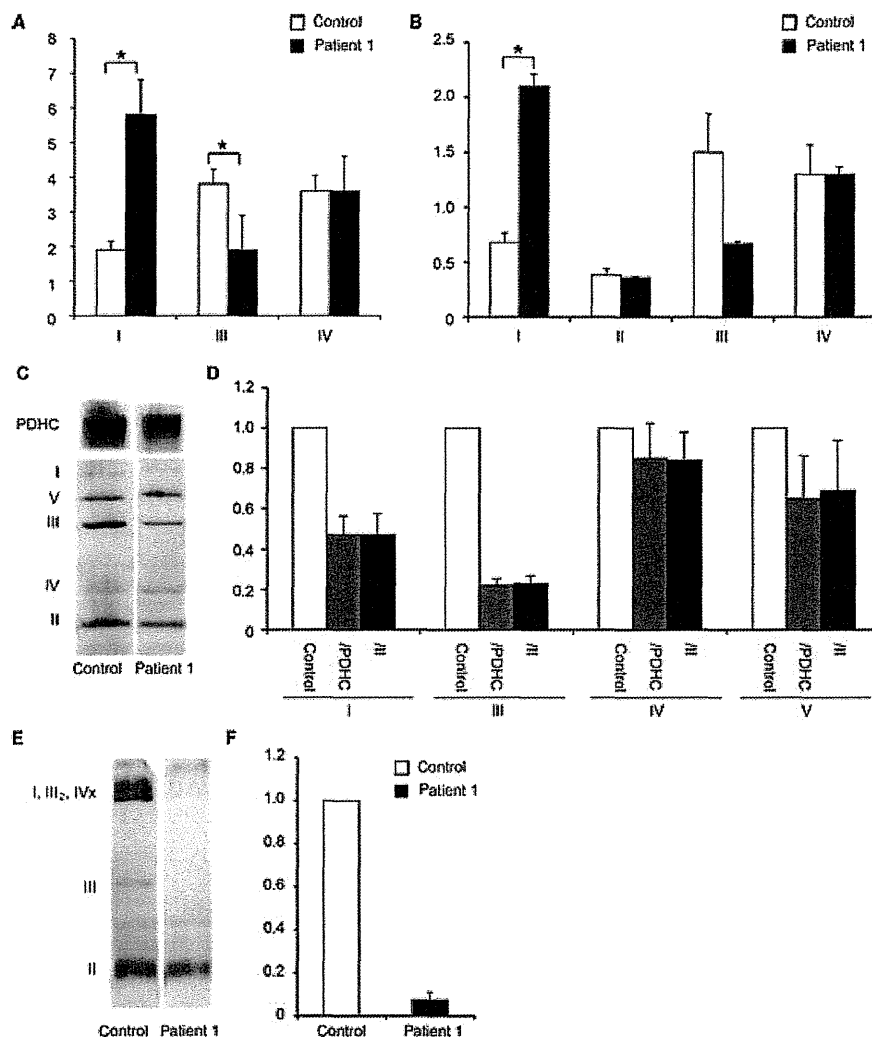 A
Control
Patient 1
8
7
6
5
4
3
2
1
0
*
*
I
III
IV
B
Control
Patient 1
2.5
2.0
1.5
1.0
0.5
0
*
I
II
III
IV
C
PDHC
I
V
III
IV
II
Control Patient 1
D
1.2
1.0
0.8
0.6
0.4
0.2
0
Control /PDHC /II
Control /PDHC /II
Control /PDHC /II
Control /PDHC /II
I
III
IV
V
E
I, III₂, IVx
III
II
Control Patient 1
F
Control
Patient 1
1.2
1.0
0.8
0.6
0.4
0.2
0
Control
Patient 1